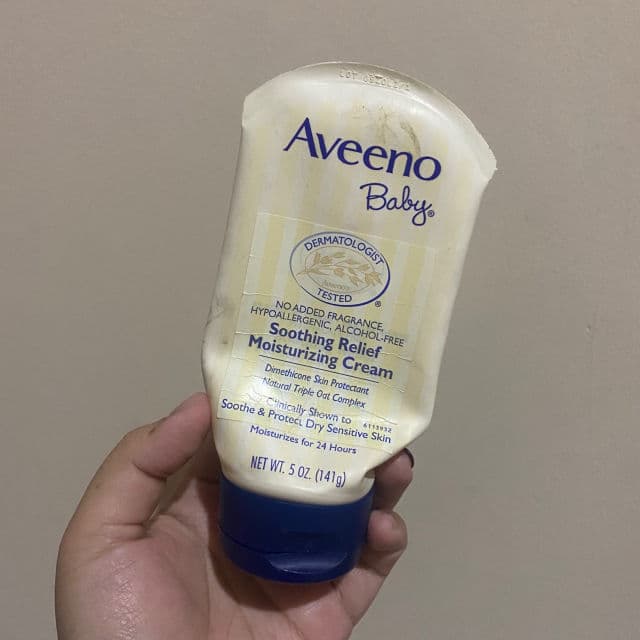 Aveeno
Baby®
DERMATOLOGIST
Aveeno
TESTED
®
NO ADDED FRAGRANCE,
HYPOALLERGENIC, ALCOHOL-FREE
Soothing Relief
Moisturizing Cream
Dimethicone Skin Protectant
Natural Triple Oat Complex
Clinically Shown to
6113932
Soothe & Protect Dry Sensitive Skin
Moisturizes for 24 Hours
NET WT. 5 OZ. (141g)